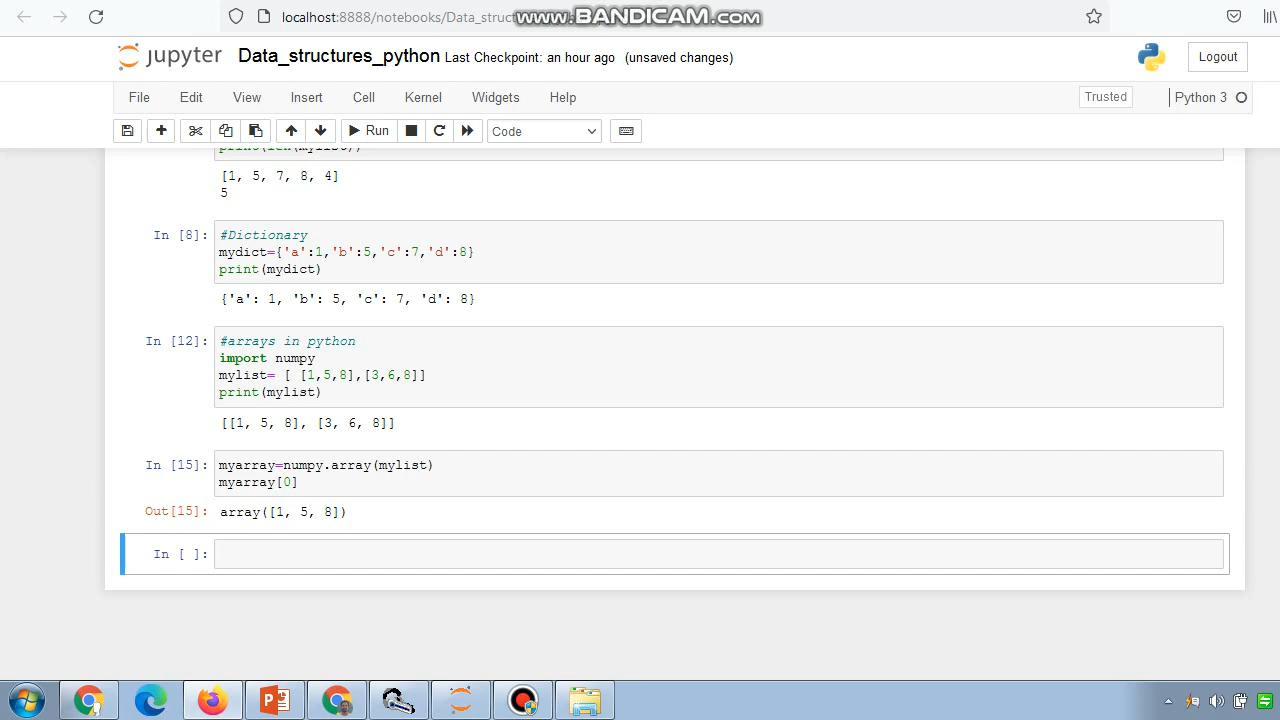 localhost:8888/notebooks/Data_struct
www.BANDICAM.com
jupyter Data_structures_python Last Checkpoint: an hour ago (unsaved changes)
Logout
File Edit View Insert Cell Kernel Widgets Help
Trusted
Python 3
Run
Code
print(len(mylist))
[1, 5, 7, 8, 4]
5
In [8]:
#Dictionary
mydict={'a':1,'b':5,'c':7,'d':8}
print(mydict)
{'a': 1, 'b': 5, 'c': 7, 'd': 8}
In [12]:
#arrays in python
import numpy
mylist= [ [1,5,8],[3,6,8]]
print(mylist)
[[1, 5, 8], [3, 6, 8]]
In [15]:
myarray=numpy.array(mylist)
myarray[0]
Out[15]:
array([1, 5, 8])
In [ ]: